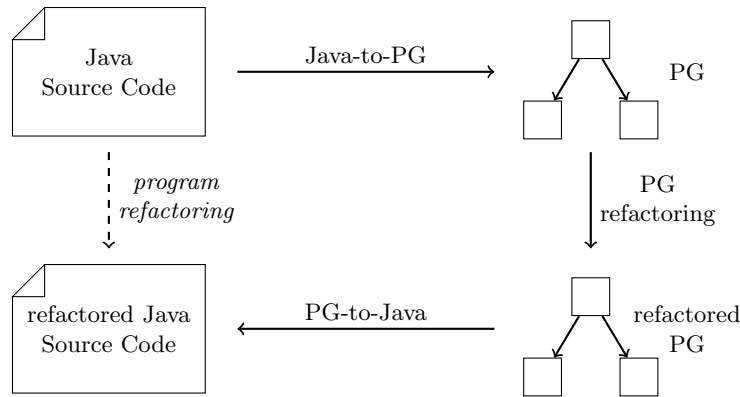 Java
Source Code
Java-to-PG
PG
program
refactoring
PG
refactoring
refactored Java
Source Code
PG-to-Java
refactored
PG